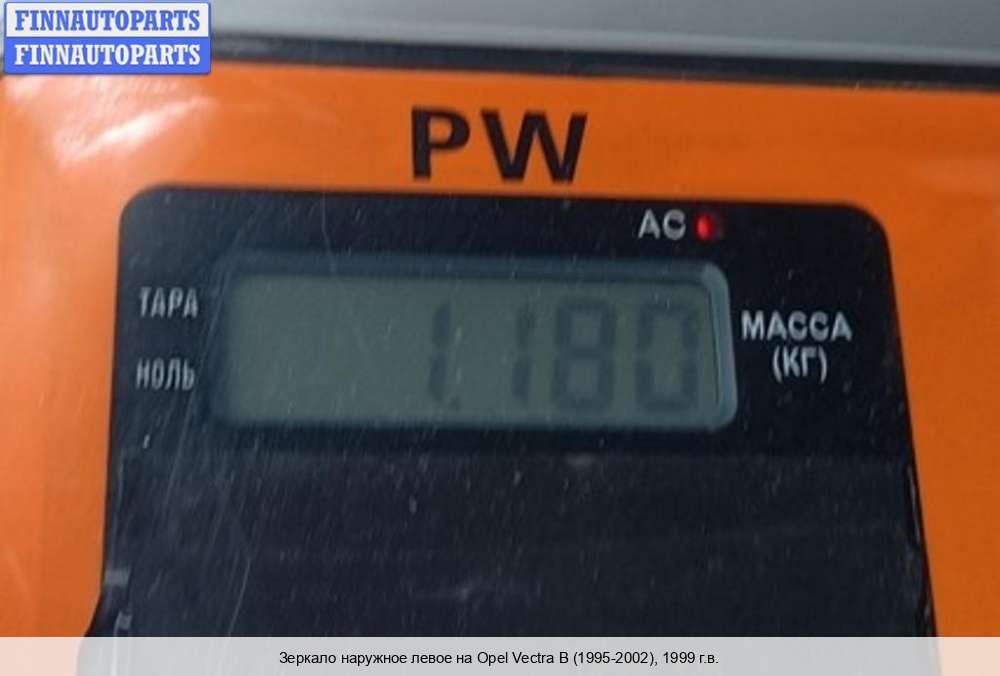 FINNAUTOPARTS
FINNAUTOPARTS
PW
AC
ТАРА
НОЛЬ
1.180
МАССА
(КГ)
Зеркало наружное левое на Opel Vectra B (1995-2002), 1999 г.в.